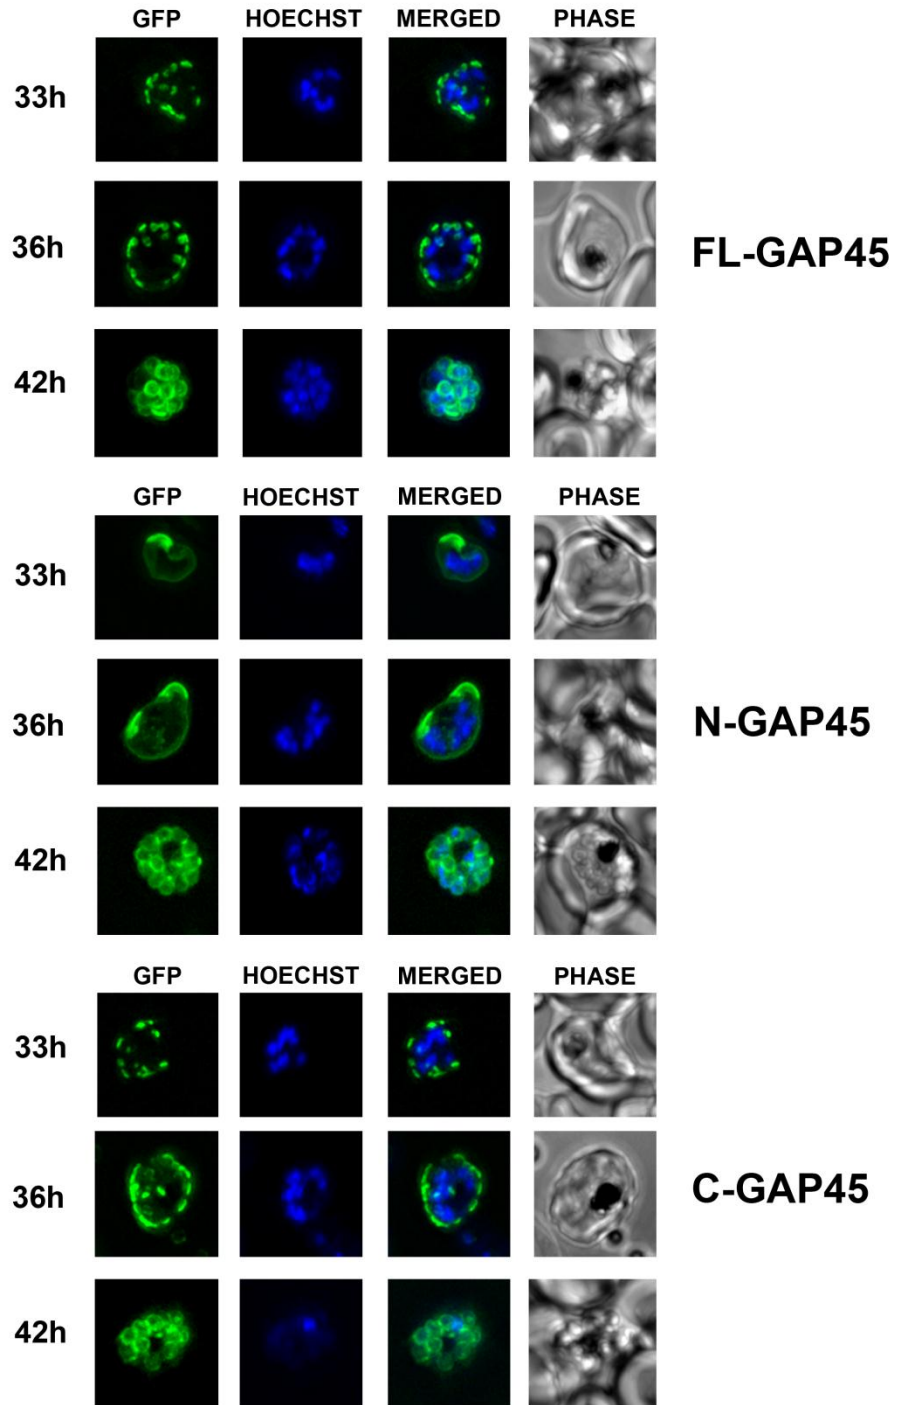 GFP HOECHST MERGED PHASE
33h
36h FL-GAP45
42h
GFP HOECHST MERGED PHASE
33h
36h N-GAP45
42h
GFP HOECHST MERGED PHASE
33h
36h C-GAP45
42h